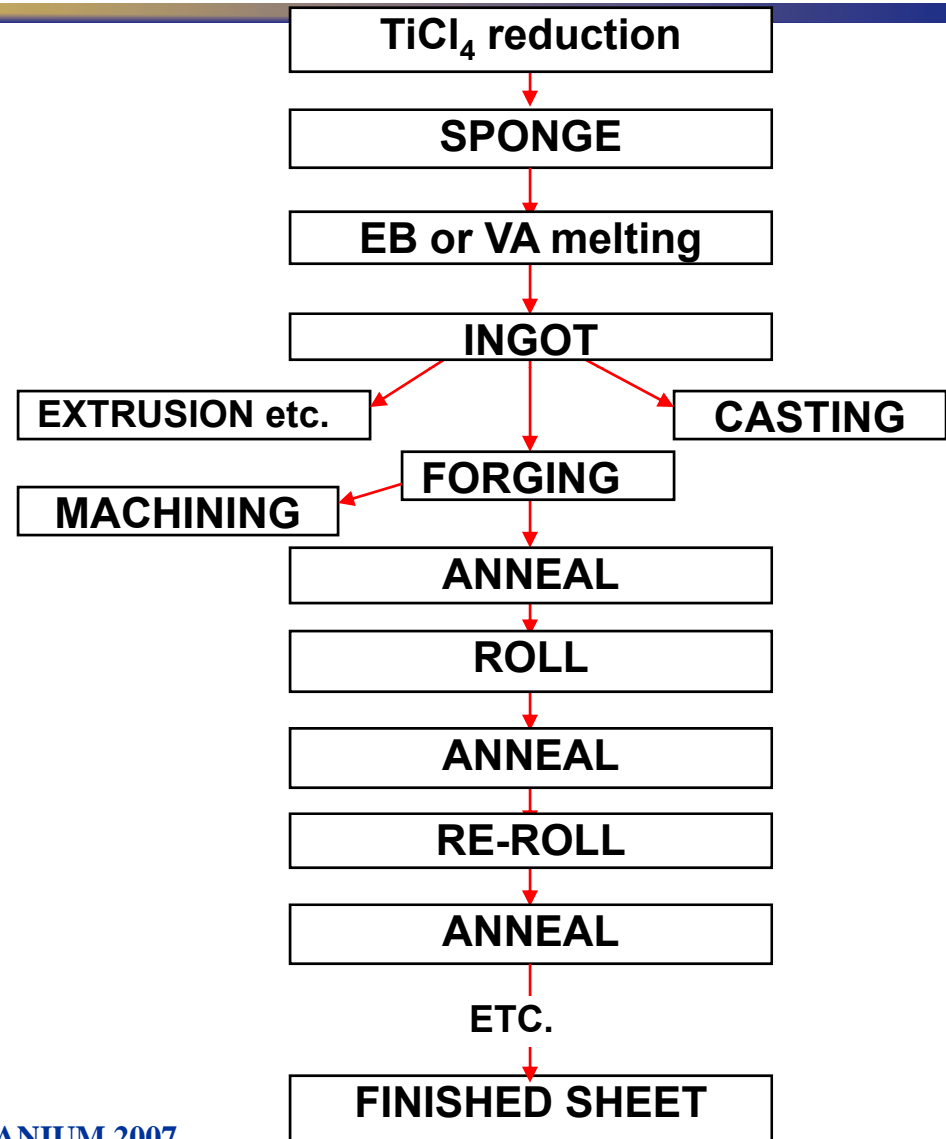 TiCl₄ reduction
SPONGE
EB or VA melting
INGOT
EXTRUSION etc.
CASTING
FORGING
MACHINING
ANNEAL
ROLL
ANNEAL
RE-ROLL
ANNEAL
ETC.
FINISHED SHEET
2007